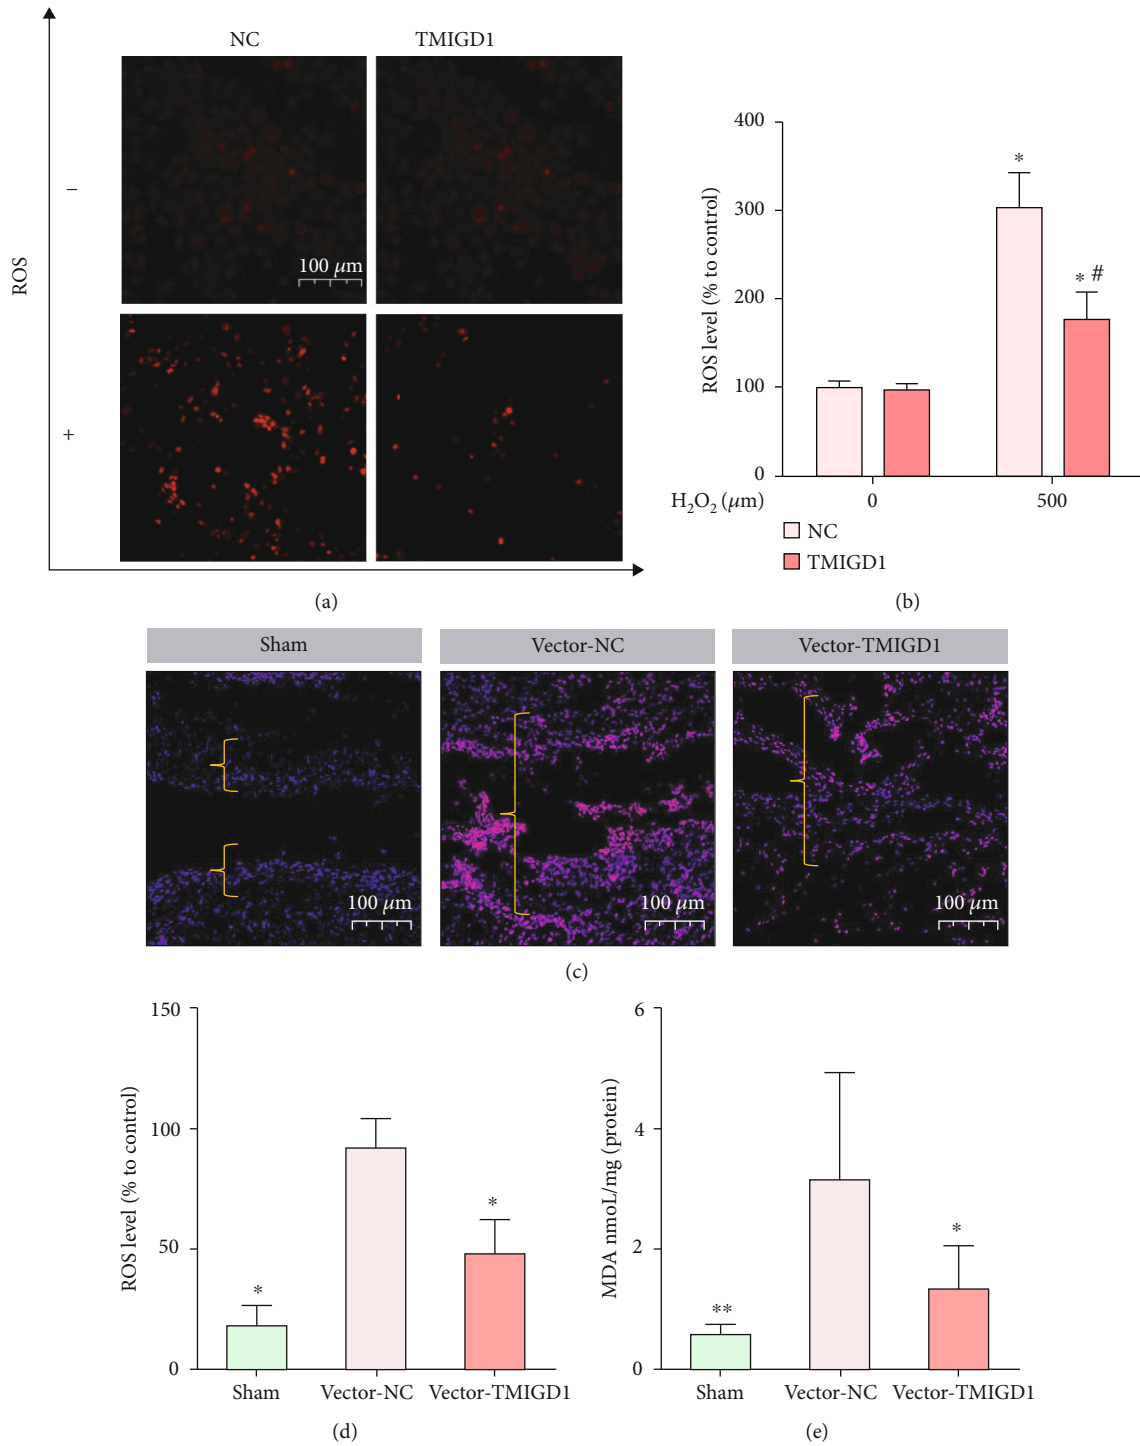 NC TMIGD1
ROS
−
+
100 μm
(a)
ROS level (% to control)
400
300
200
100
0
*
* #
H₂O₂ (μm) 0 500
NC
TMIGD1
(b)
Sham Vector-NC Vector-TMIGD1
100 μm 100 μm 100 μm
(c)
ROS level (% to control)
150
100
50
0
*
*
Sham Vector-NC Vector-TMIGD1
(d)
MDA nmoL/mg (protein)
6
4
2
0
**
*
Sham Vector-NC Vector-TMIGD1
(e)